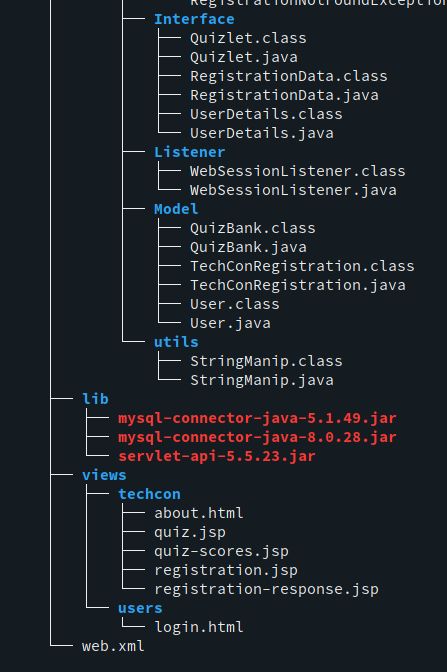 Interface
Quizlet.class
Quizlet.java
RegistrationData.class
RegistrationData.java
UserDetails.class
UserDetails.java
Listener
WebSessionListener.class
WebSessionListener.java
Model
QuizBank.class
QuizBank.java
TechConRegistration.class
TechConRegistration.java
User.class
User.java
utils
StringManip.class
StringManip.java
lib
mysql-connector-java-5.1.49.jar
mysql-connector-java-8.0.28.jar
servlet-api-5.5.23.jar
views
techcon
about.html
quiz.jsp
quiz-scores.jsp
registration.jsp
registration-response.jsp
users
login.html
web.xml